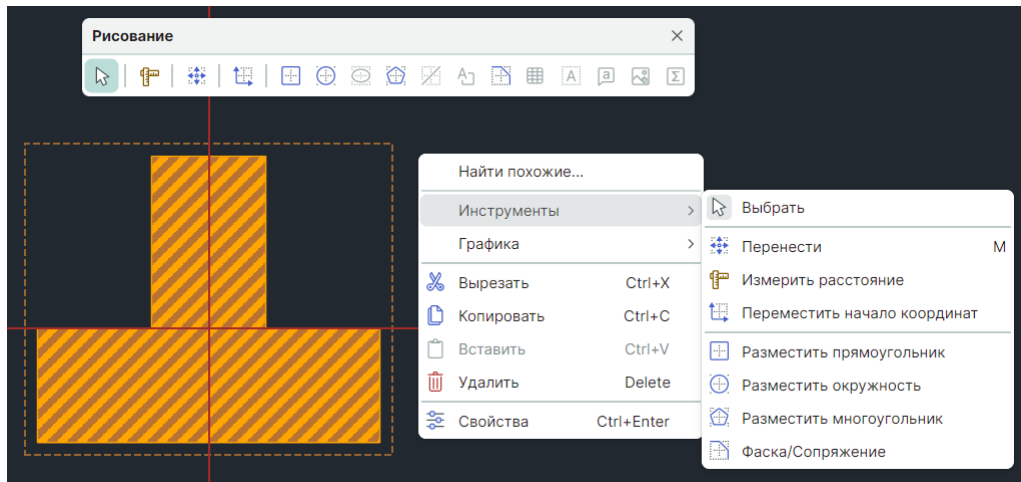 Рисование
A
A
a
Σ
Найти похожие...
Инструменты
Графика
Вырезать Ctrl+X
Копировать Ctrl+C
Вставить Ctrl+V
Удалить Delete
Свойства Ctrl+Enter
Выбрать
Перенести M
Измерить расстояние
Переместить начало координат
Разместить прямоугольник
Разместить окружность
Разместить многоугольник
Фаска/Сопряжение